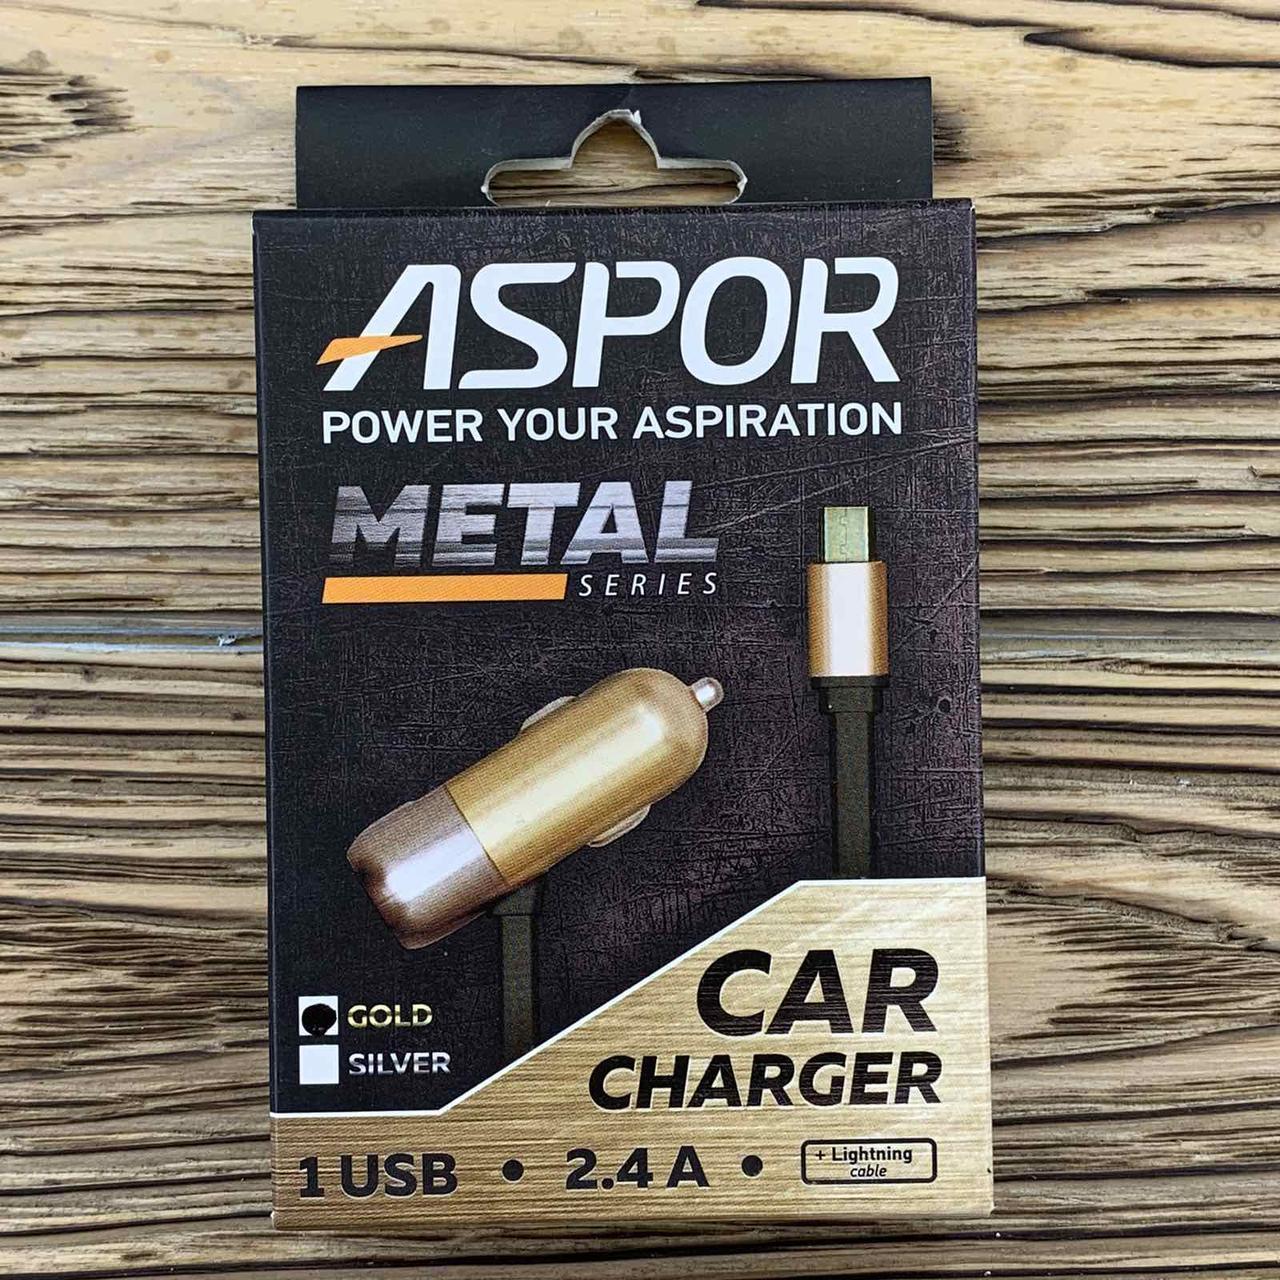 ASPOR
POWER YOUR ASPIRATION
METAL
SERIES
GOLD
SILVER
CAR
CHARGER
1 USB • 2.4 A •
+ Lightning
cable